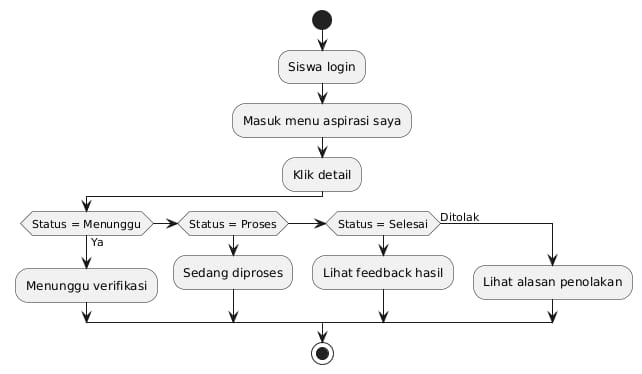 Siswa login
Masuk menu aspirasi saya
Klik detail
Status = Menunggu
Status = Proses
Status = Selesai
Ditolak
Ya
Menunggu verifikasi
Sedang diproses
Lihat feedback hasil
Lihat alasan penolakan